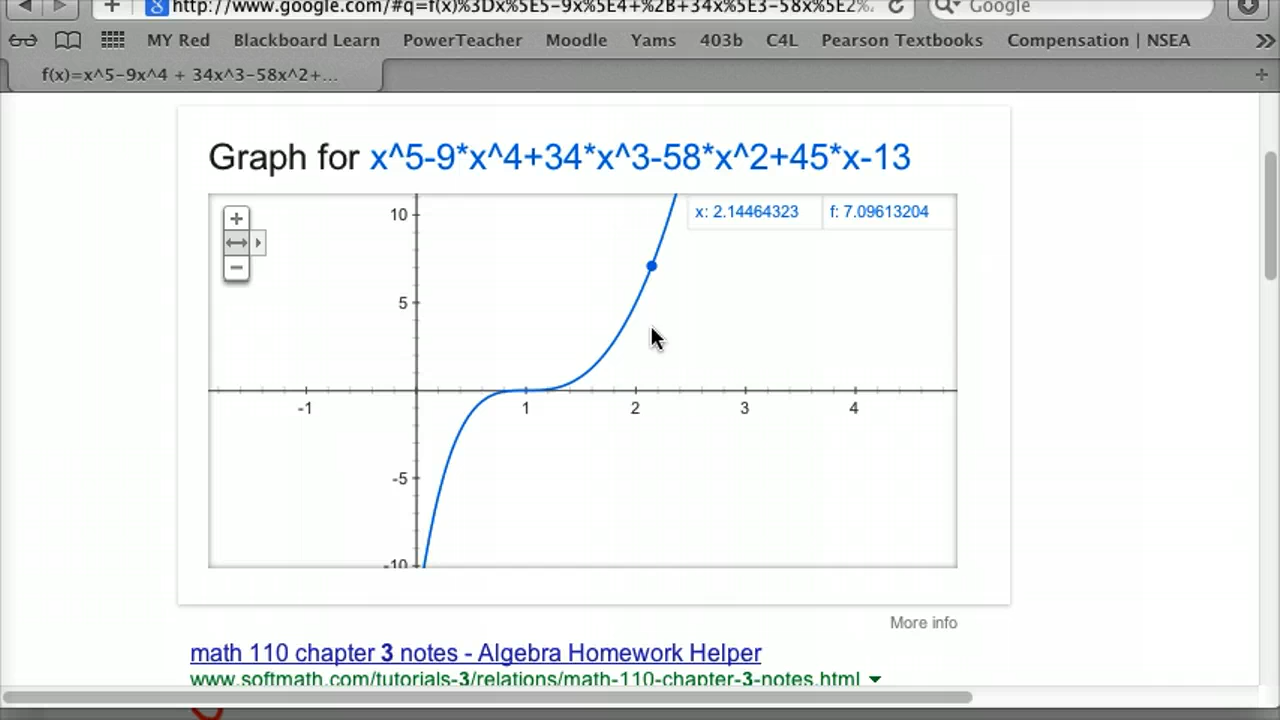 http://www.google.com/#q=f(x)%3Dx%5E5-9x%5E4+%2B+34x%5E3-58x%5E2%
Google
MY Red Blackboard Learn PowerTeacher Moodle Yams 403b C4L Pearson Textbooks Compensation | NSEA
f(x)=x^5-9x^4 + 34x^3-58x^2+...
Graph for x^5-9*x^4+34*x^3-58*x^2+45*x-13
x: 2.14464323 f: 7.09613204
10
5
-1 1 2 3 4
-5
-10
More info
math 110 chapter 3 notes - Algebra Homework Helper
www.softmath.com/tutorials-3/relations/math-110-chapter-3-notes.html